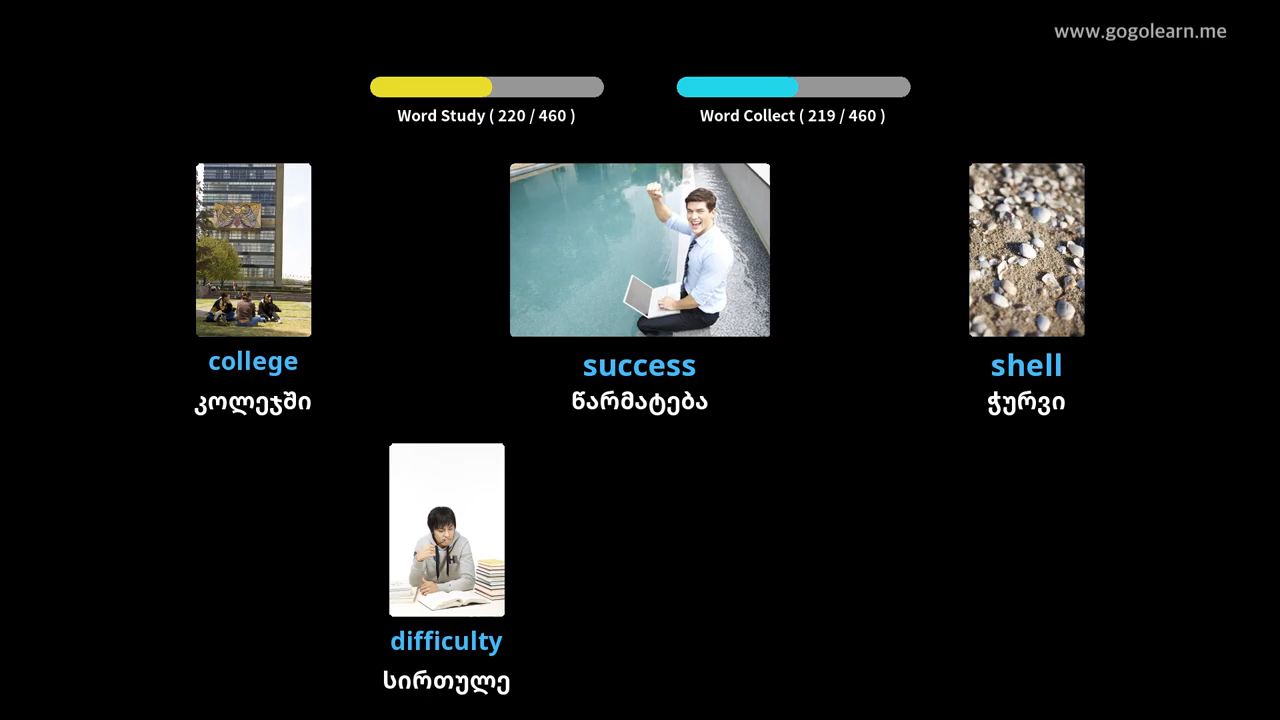 www.gogolearn.me
Word Study ( 220 / 460 )
Word Collect ( 219 / 460 )
college
კოლეჯში
success
წარმატება
shell
ჭურვი
difficulty
სირთულე